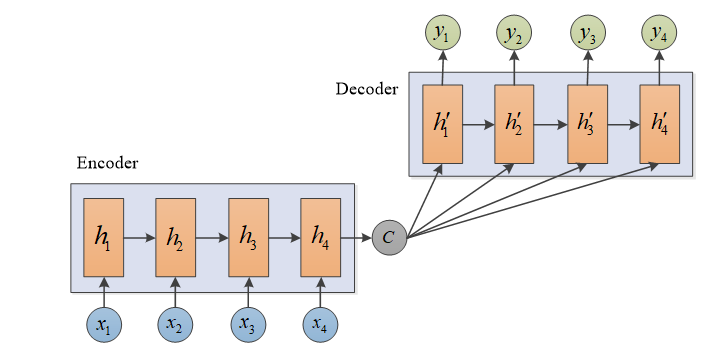 y₁ y₂ y₃ y₄
Decoder
h′₁ h′₂ h′₃ h′₄
Encoder
h₁ h₂ h₃ h₄ C
x₁ x₂ x₃ x₄